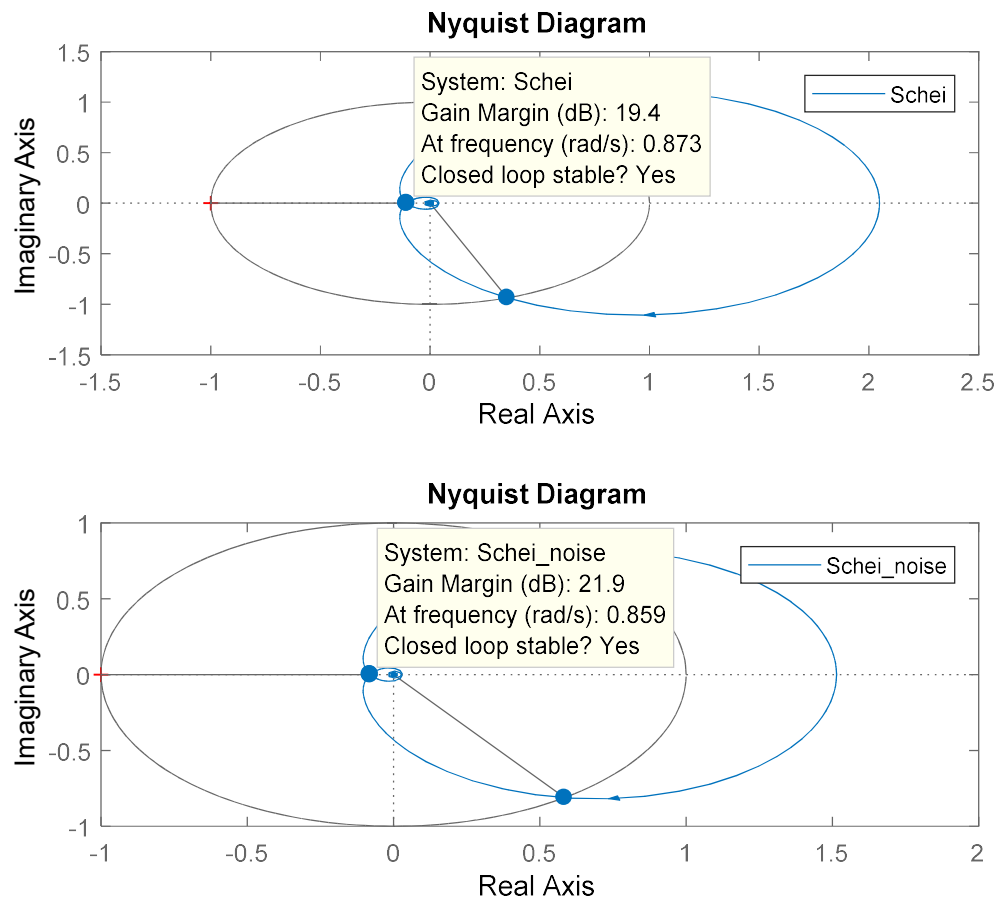 Nyquist Diagram
1.5
1
0.5
0
-0.5
-1
-1.5
Imaginary Axis
System: Schei
Gain Margin (dB): 19.4
At frequency (rad/s): 0.873
Closed loop stable? Yes
Schei
-1.5 -1 -0.5 0 0.5 1 1.5 2 2.5
Real Axis
Nyquist Diagram
1
0.5
0
-0.5
-1
Imaginary Axis
System: Schei_noise
Gain Margin (dB): 21.9
At frequency (rad/s): 0.859
Closed loop stable? Yes
Schei_noise
-1 -0.5 0 0.5 1 1.5 2
Real Axis